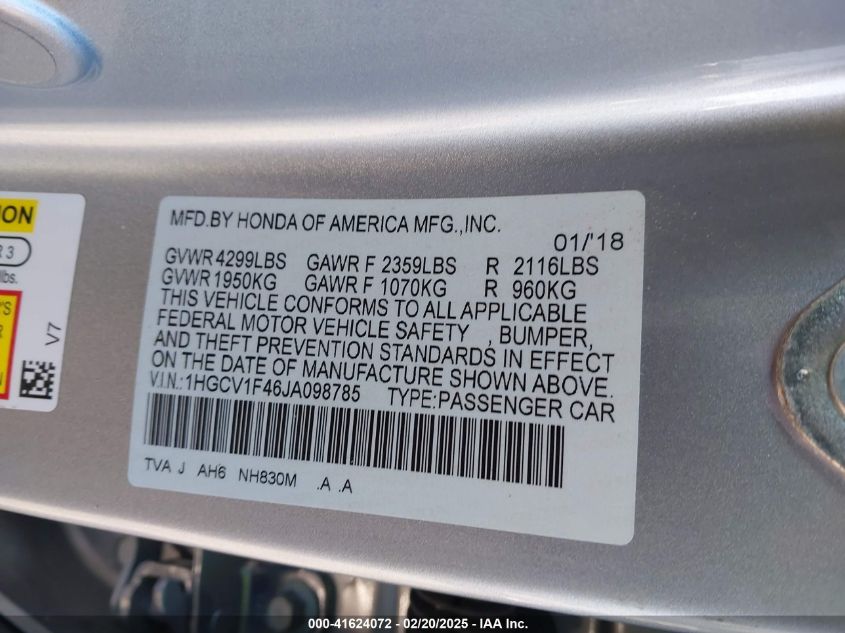 ION
R 3
lbs.
'S
R
N
V7
MFD.BY HONDA OF AMERICA MFG.,INC.
01/'18
GVWR 4299LBS GAWR F 2359LBS R 2116LBS
GVWR 1950KG GAWR F 1070KG R 960KG
THIS VEHICLE CONFORMS TO ALL APPLICABLE
FEDERAL MOTOR VEHICLE SAFETY , BUMPER,
AND THEFT PREVENTION STANDARDS IN EFFECT
ON THE DATE OF MANUFACTURE SHOWN ABOVE.
V.I.N.:1HGCV1F46JA098785 TYPE:PASSENGER CAR
TVA J AH6 NH830M .A .A
000-41624072 — 02/20/2025 — IAA Inc.